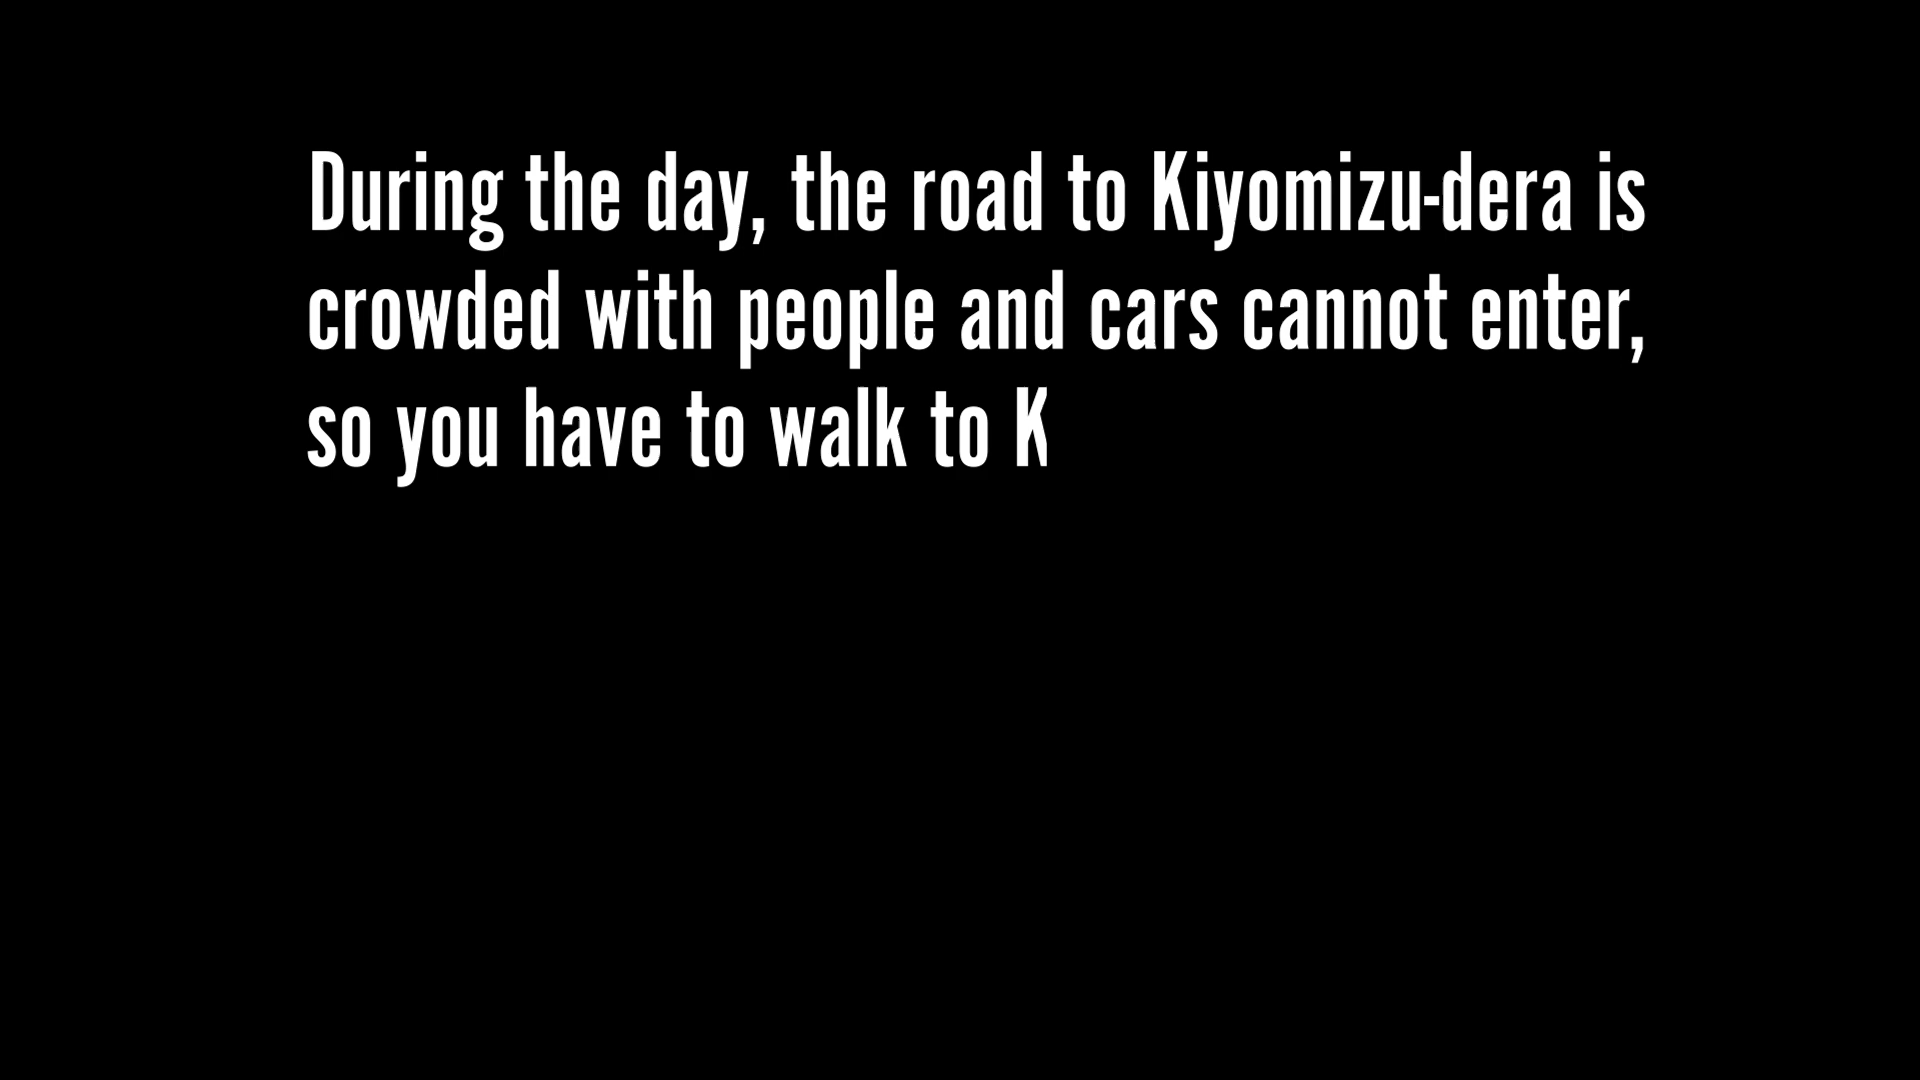 During the day, the road to Kiyomizu-dera is
crowded with people and cars cannot enter,
so you have to walk to K